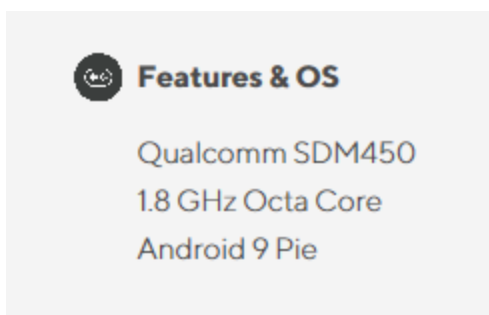 Features & OS
Qualcomm SDM450
1.8 GHz Octa Core
Android 9 Pie